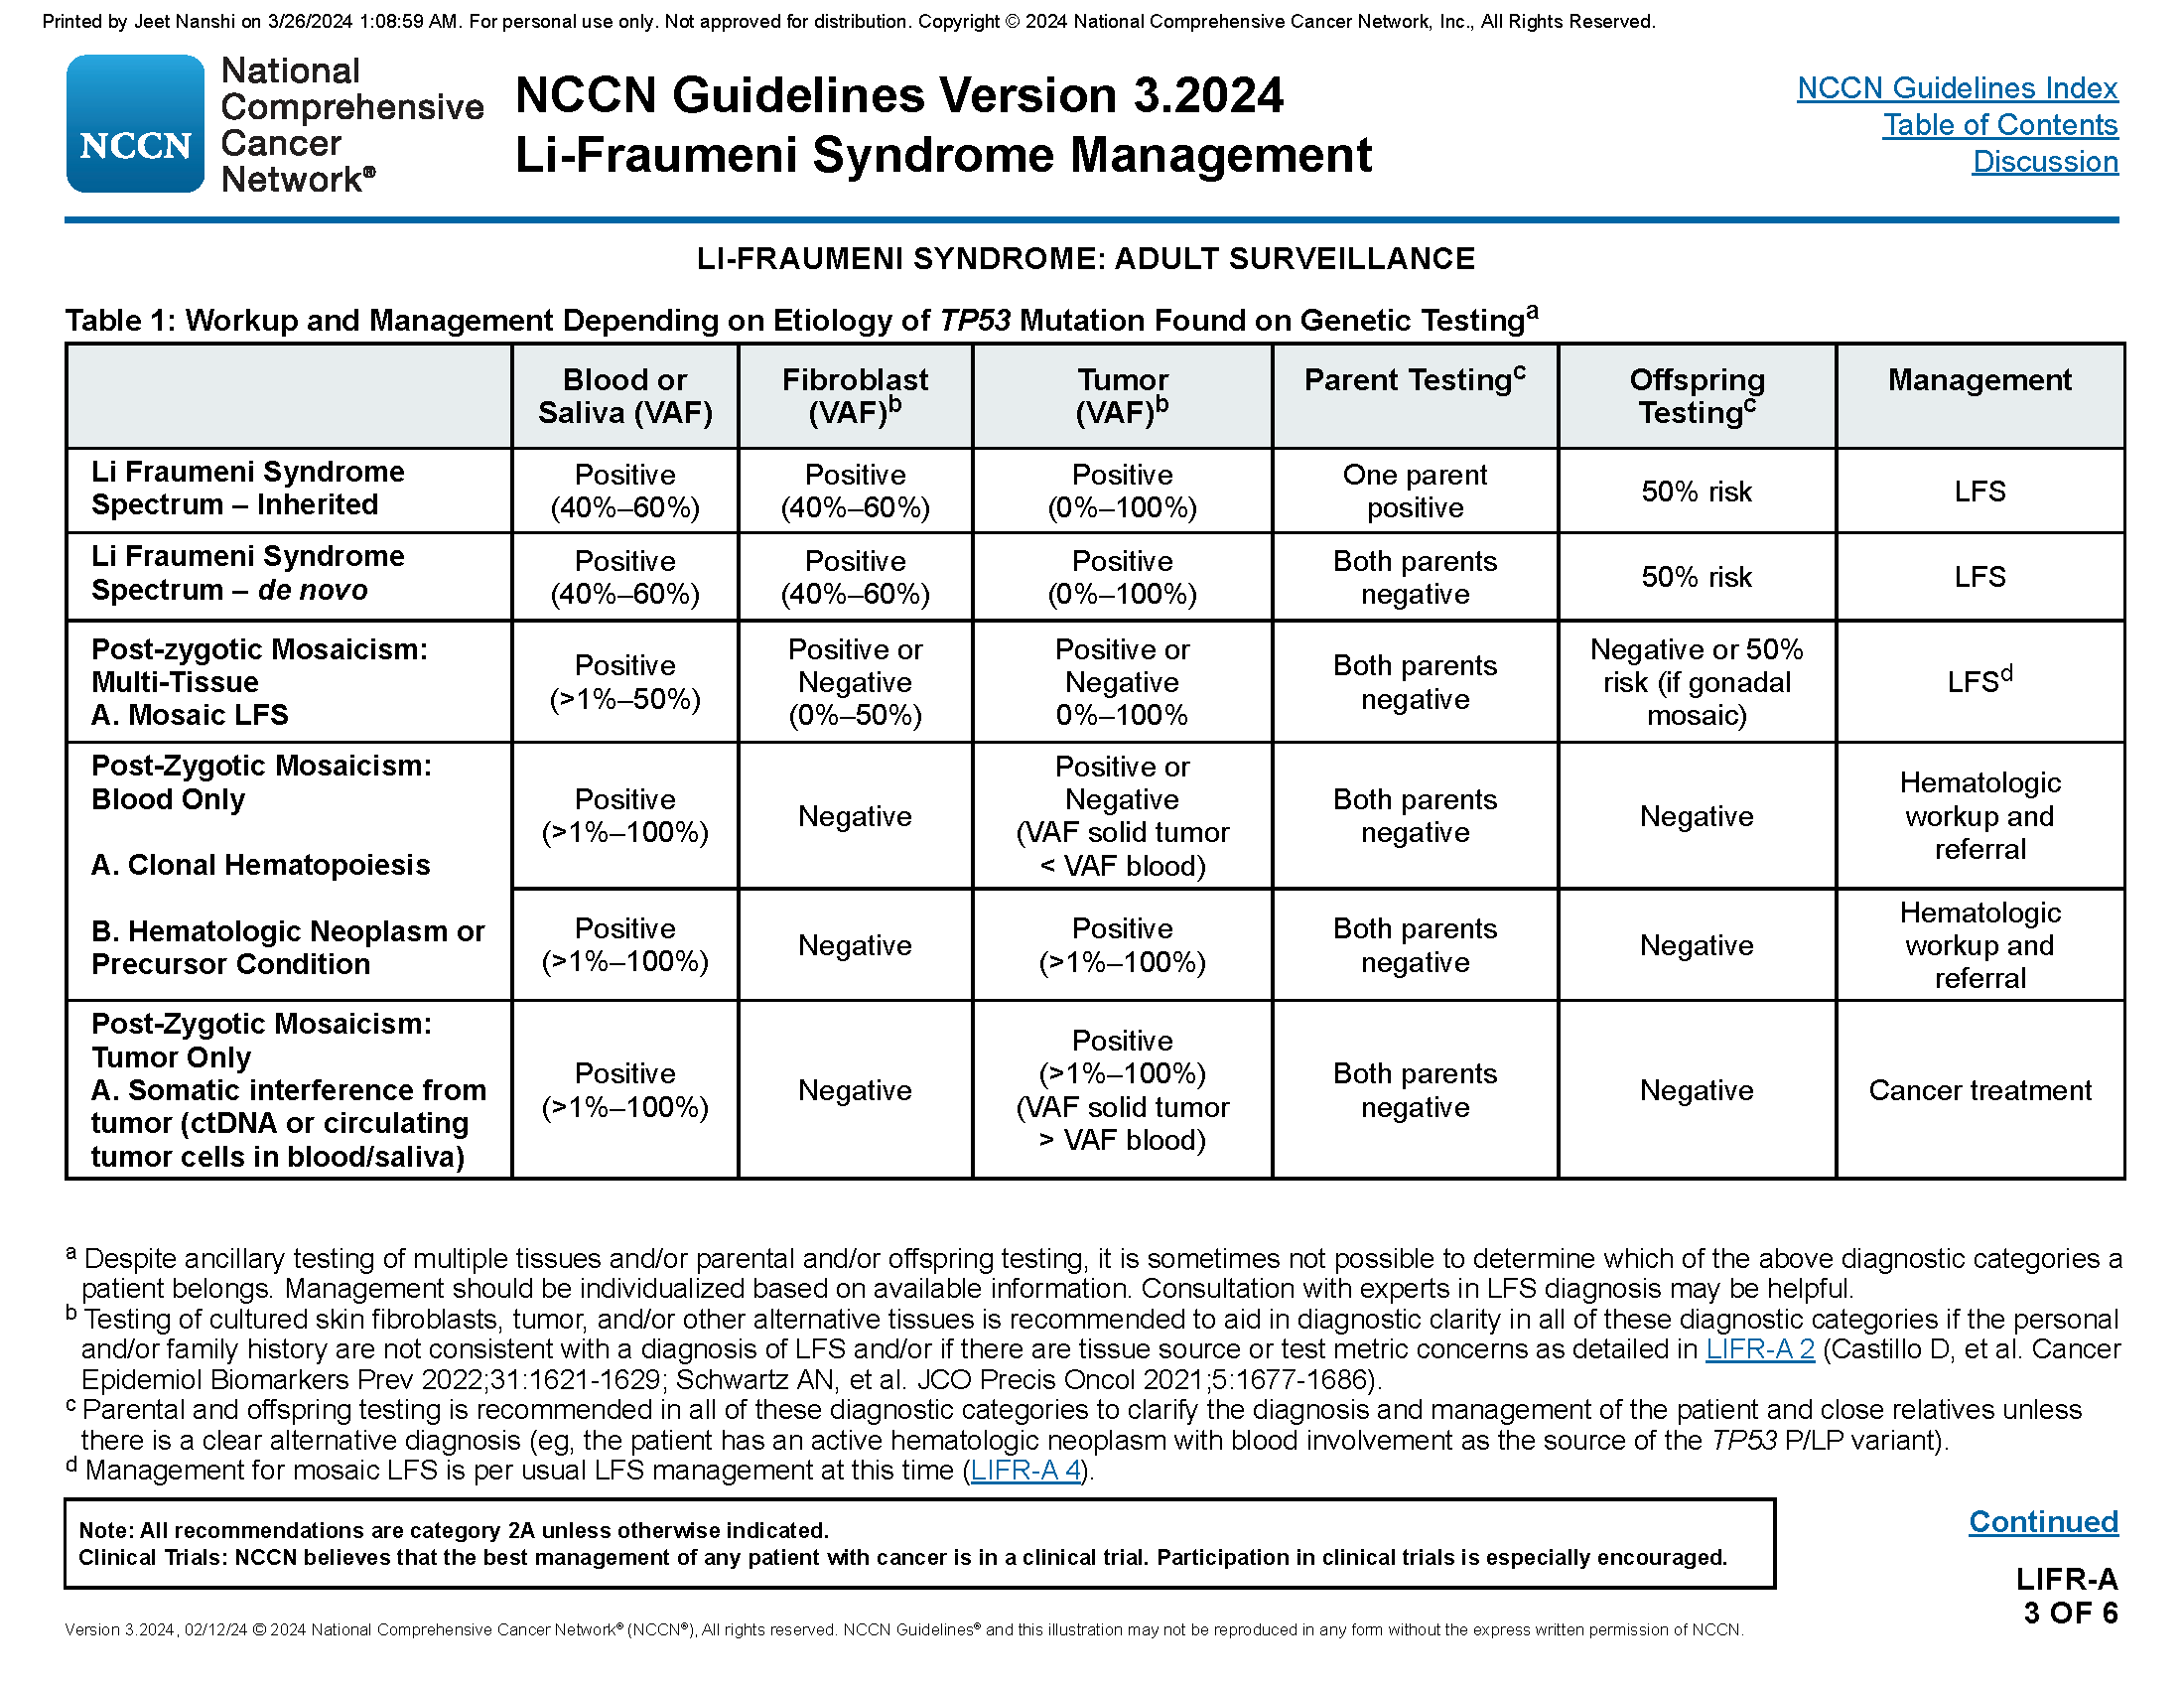 Printed by Jeet Nanshi on 3/26/2024 1:08:59 AM. For personal use only. Not approved for distribution. Copyright © 2024 National Comprehensive Cancer Network, Inc., All Rights Reserved.
NCCN
National
Comprehensive
Cancer
Network®
NCCN Guidelines Version 3.2024
Li-Fraumeni Syndrome Management
NCCN Guidelines Index
Table of Contents
Discussion
LI-FRAUMENI SYNDROME: ADULT SURVEILLANCE
Table 1: Workup and Management Depending on Etiology of TP53 Mutation Found on Genetic Testingª
Blood or
Saliva (VAF)
Fibroblast
(VAF)b
Tumor
(VAF)b
Parent Testingc
Offspring
Testingc
Management
Li Fraumeni Syndrome
Spectrum – Inherited
Positive
(40%–60%)
Positive
(40%–60%)
Positive
(0%–100%)
One parent
positive
50% risk
LFS
Li Fraumeni Syndrome
Spectrum – de novo
Positive
(40%–60%)
Positive
(40%–60%)
Positive
(0%–100%)
Both parents
negative
50% risk
LFS
Post-zygotic Mosaicism:
Multi-Tissue
A. Mosaic LFS
Positive
(>1%–50%)
Positive or
Negative
(0%–50%)
Positive or
Negative
0%–100%
Both parents
negative
Negative or 50%
risk (if gonadal
mosaic)
LFSd
Post-Zygotic Mosaicism:
Blood Only
A. Clonal Hematopoiesis
Positive
(>1%–100%)
Negative
Positive or
Negative
(VAF solid tumor
< VAF blood)
Both parents
negative
Negative
Hematologic
workup and
referral
B. Hematologic Neoplasm or
Precursor Condition
Positive
(>1%–100%)
Negative
Positive
(>1%–100%)
Both parents
negative
Negative
Hematologic
workup and
referral
Post-Zygotic Mosaicism:
Tumor Only
A. Somatic interference from
tumor (ctDNA or circulating
tumor cells in blood/saliva)
Positive
(>1%–100%)
Negative
Positive
(>1%–100%)
(VAF solid tumor
> VAF blood)
Both parents
negative
Negative
Cancer treatment
a Despite ancillary testing of multiple tissues and/or parental and/or offspring testing, it is sometimes not possible to determine which of the above diagnostic categories a
patient belongs. Management should be individualized based on available information. Consultation with experts in LFS diagnosis may be helpful.
b Testing of cultured skin fibroblasts, tumor, and/or other alternative tissues is recommended to aid in diagnostic clarity in all of these diagnostic categories if the personal
and/or family history are not consistent with a diagnosis of LFS and/or if there are tissue source or test metric concerns as detailed in LIFR-A 2 (Castillo D, et al. Cancer
Epidemiol Biomarkers Prev 2022;31:1621-1629; Schwartz AN, et al. JCO Precis Oncol 2021;5:1677-1686).
c Parental and offspring testing is recommended in all of these diagnostic categories to clarify the diagnosis and management of the patient and close relatives unless
there is a clear alternative diagnosis (eg, the patient has an active hematologic neoplasm with blood involvement as the source of the TP53 P/LP variant).
d Management for mosaic LFS is per usual LFS management at this time (LIFR-A 4).
Note: All recommendations are category 2A unless otherwise indicated.
Clinical Trials: NCCN believes that the best management of any patient with cancer is in a clinical trial. Participation in clinical trials is especially encouraged.
Continued
LIFR-A
3 OF 6
Version 3.2024, 02/12/24 © 2024 National Comprehensive Cancer Network® (NCCN®), All rights reserved. NCCN Guidelines® and this illustration may not be reproduced in any form without the express written permission of NCCN.